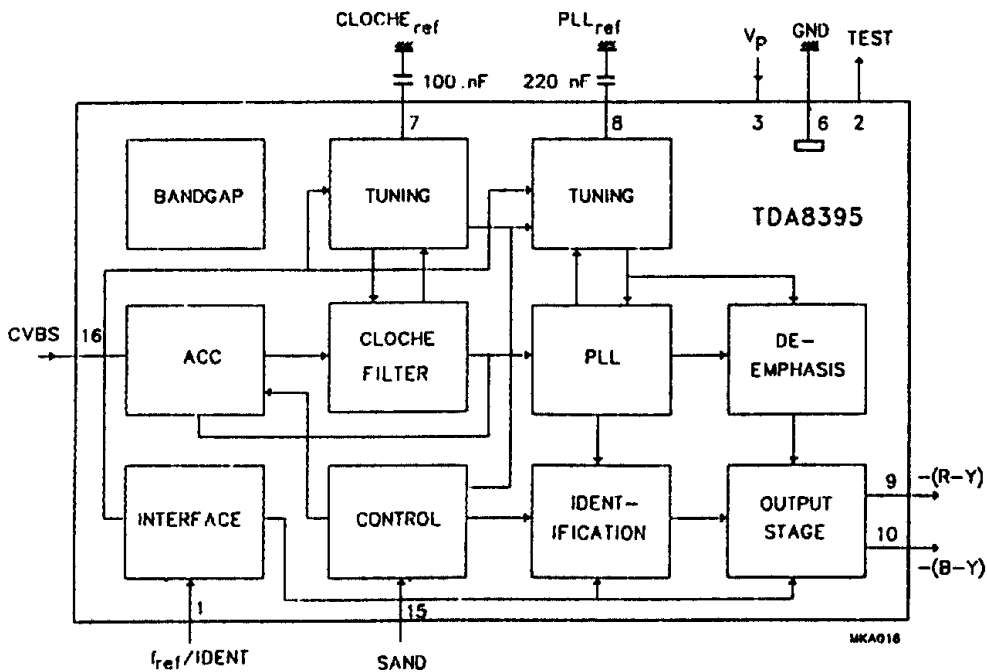 CLOCHEref
PLLref
Vp
GND
TEST
100 nF
220 nF
7
8
3
6
2
BANDGAP
TUNING
TUNING
TDA8395
CVBS
16
ACC
CLOCHE
FILTER
PLL
DE-
EMPHASIS
INTERFACE
CONTROL
IDENT-
IFICATION
OUTPUT
STAGE
9
-(R-Y)
10
-(B-Y)
1
15
fref/IDENT
SAND
MKA016